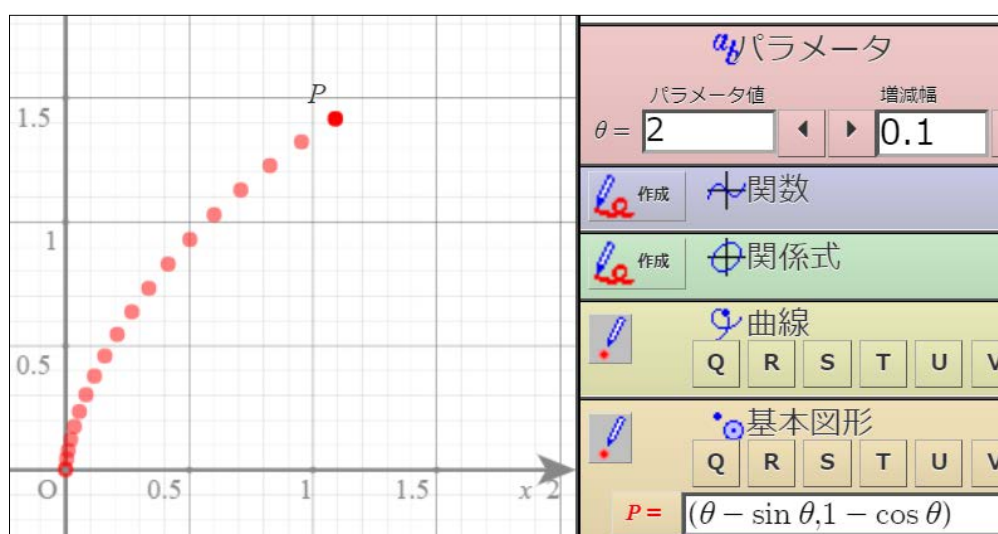 P
1.5
1
0.5
O 0.5 1 1.5 x 2
abパラメータ
パラメータ値 増減幅
θ = 2 0.1
作成 関数
作成 関係式
曲線
Q R S T U V
基本図形
Q R S T U V
P = (θ − sin θ,1 − cos θ)